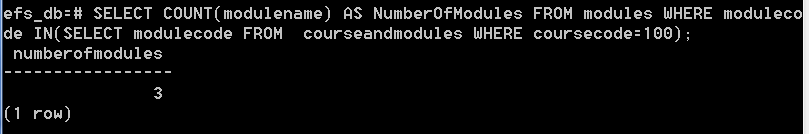 efs_db=# SELECT COUNT(modulename) AS NumberOfModules FROM modules WHERE moduleco
de IN(SELECT modulecode FROM  courseandmodules WHERE coursecode=100);
 numberofmodules
-----------------
               3
(1 row)